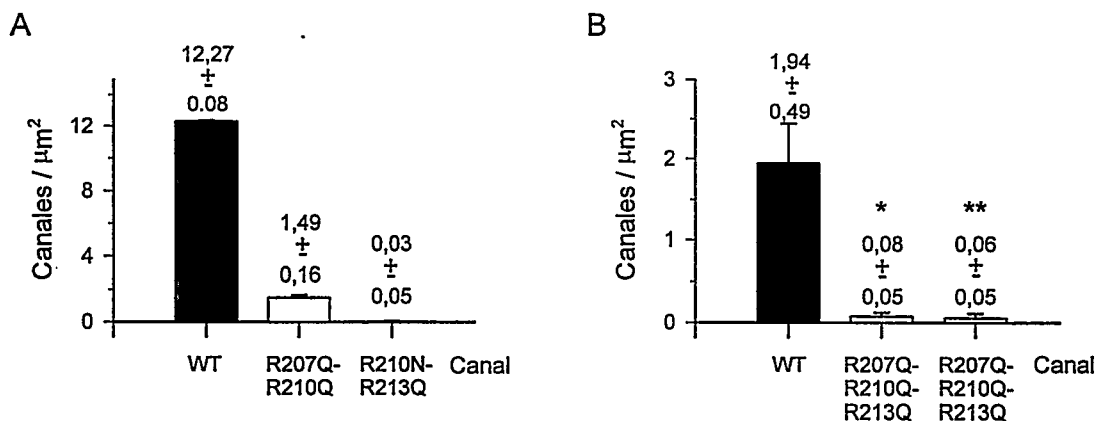 A
Canales / μm²
12
8
4
0
12,27
±
0.08
1,49
±
0,16
0,03
±
0,05
WT
R207Q-
R210Q
R210N-
R213Q
Canal
B
Canales / μm²
3
2
1
0
1,94
±
0,49
*
0,08
±
0,05
**
0,06
±
0,05
WT
R207Q-
R210Q-
R213Q
R207Q-
R210Q-
R213Q
Canal